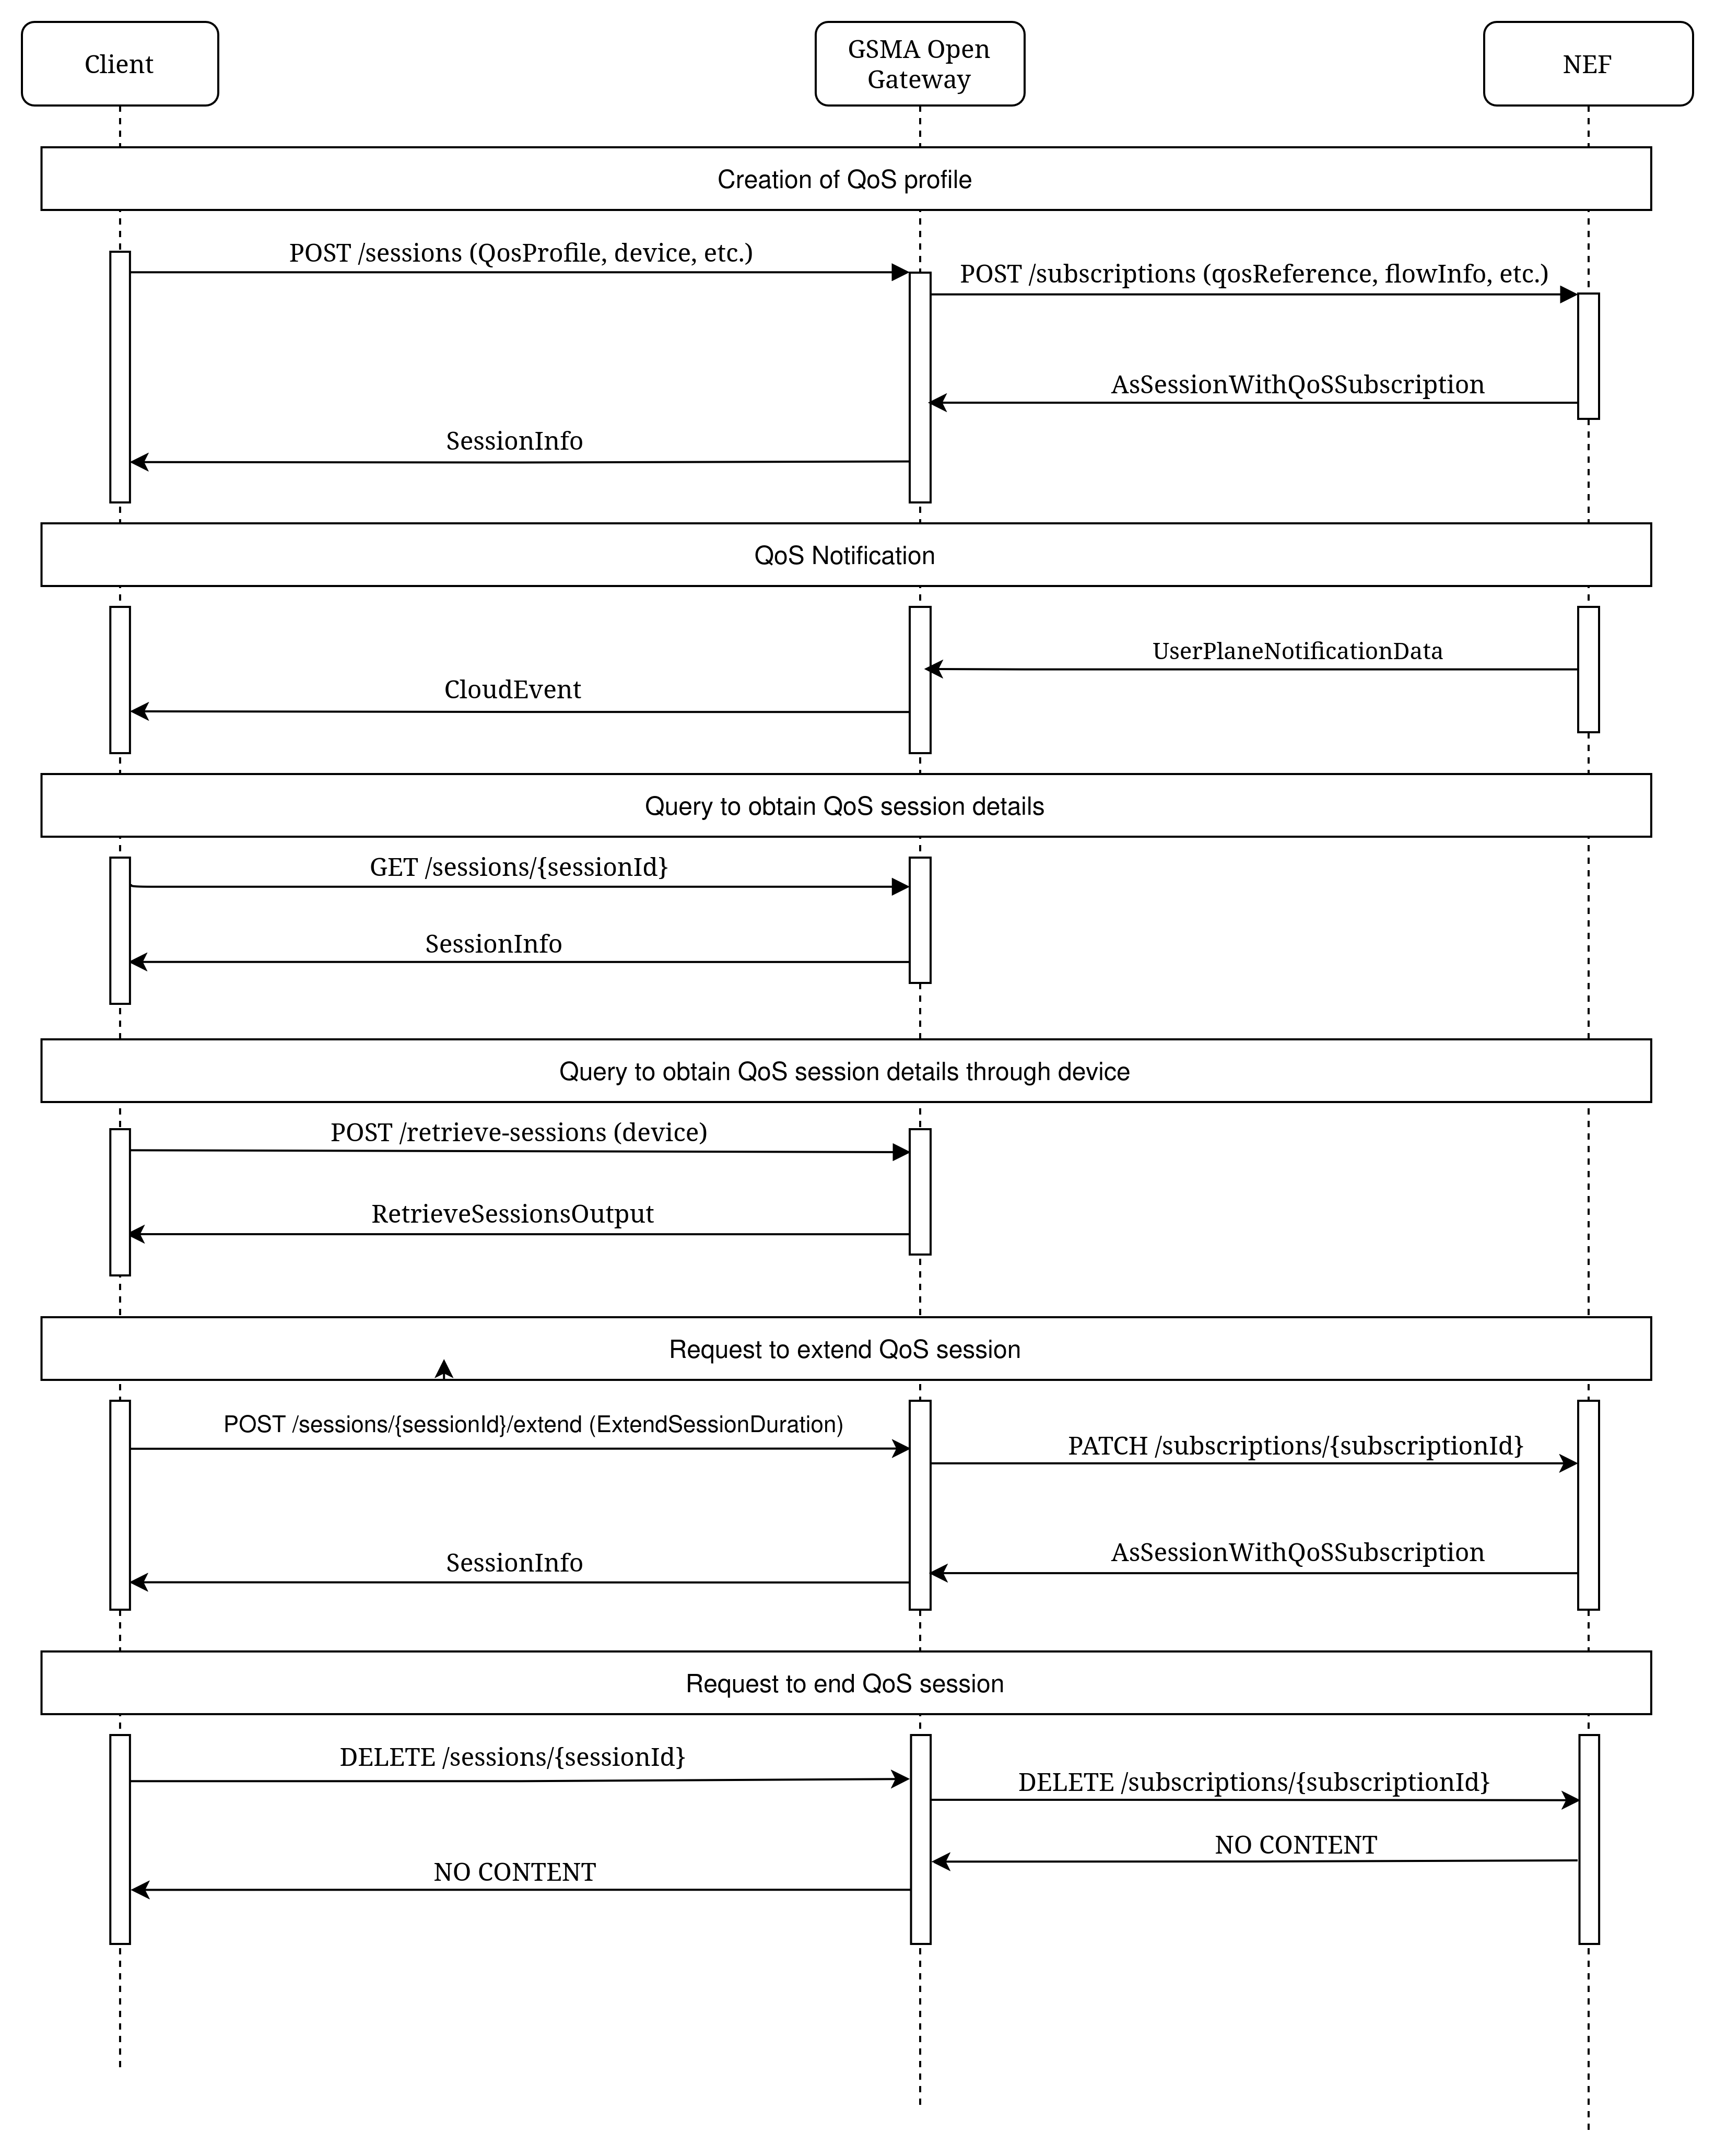 Client
GSMA Open
Gateway
NEF
Creation of QoS profile
POST /sessions (QosProfile, device, etc.)
POST /subscriptions (qosReference, flowInfo, etc.)
AsSessionWithQoSSubscription
SessionInfo
QoS Notification
UserPlaneNotificationData
CloudEvent
Query to obtain QoS session details
GET /sessions/{sessionId}
SessionInfo
Query to obtain QoS session details through device
POST /retrieve-sessions (device)
RetrieveSessionsOutput
Request to extend QoS session
POST /sessions/{sessionId}/extend (ExtendSessionDuration)
PATCH /subscriptions/{subscriptionId}
AsSessionWithQoSSubscription
SessionInfo
Request to end QoS session
DELETE /sessions/{sessionId}
DELETE /subscriptions/{subscriptionId}
NO CONTENT
NO CONTENT